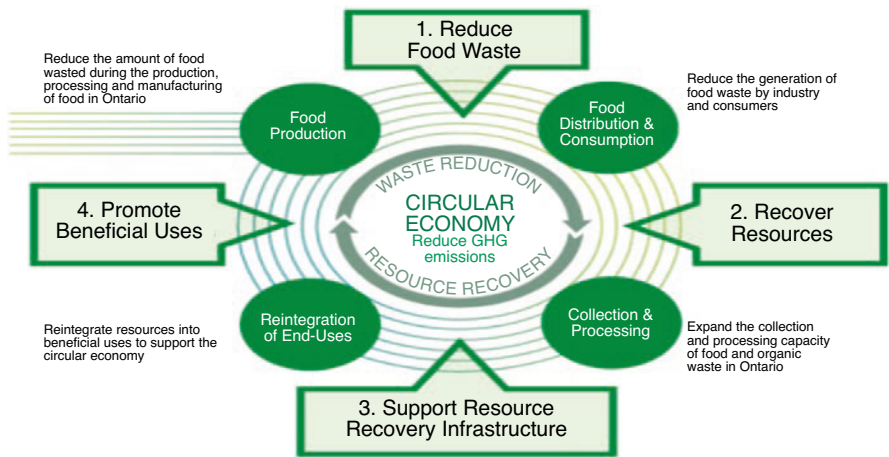 1. Reduce
Food Waste
Reduce the amount of food
wasted during the production,
processing and manufacturing
of food in Ontario
Food
Production
Food
Distribution &
Consumption
Reduce the generation of
food waste by industry
and consumers
WASTE REDUCTION
CIRCULAR
ECONOMY
Reduce GHG
emissions
RESOURCE RECOVERY
4. Promote
Beneficial Uses
2. Recover
Resources
Reintegrate resources into
beneficial uses to support the
circular economy
Reintegration
of End-Uses
Collection &
Processing
Expand the collection
and processing capacity
of food and organic
waste in Ontario
3. Support Resource
Recovery Infrastructure